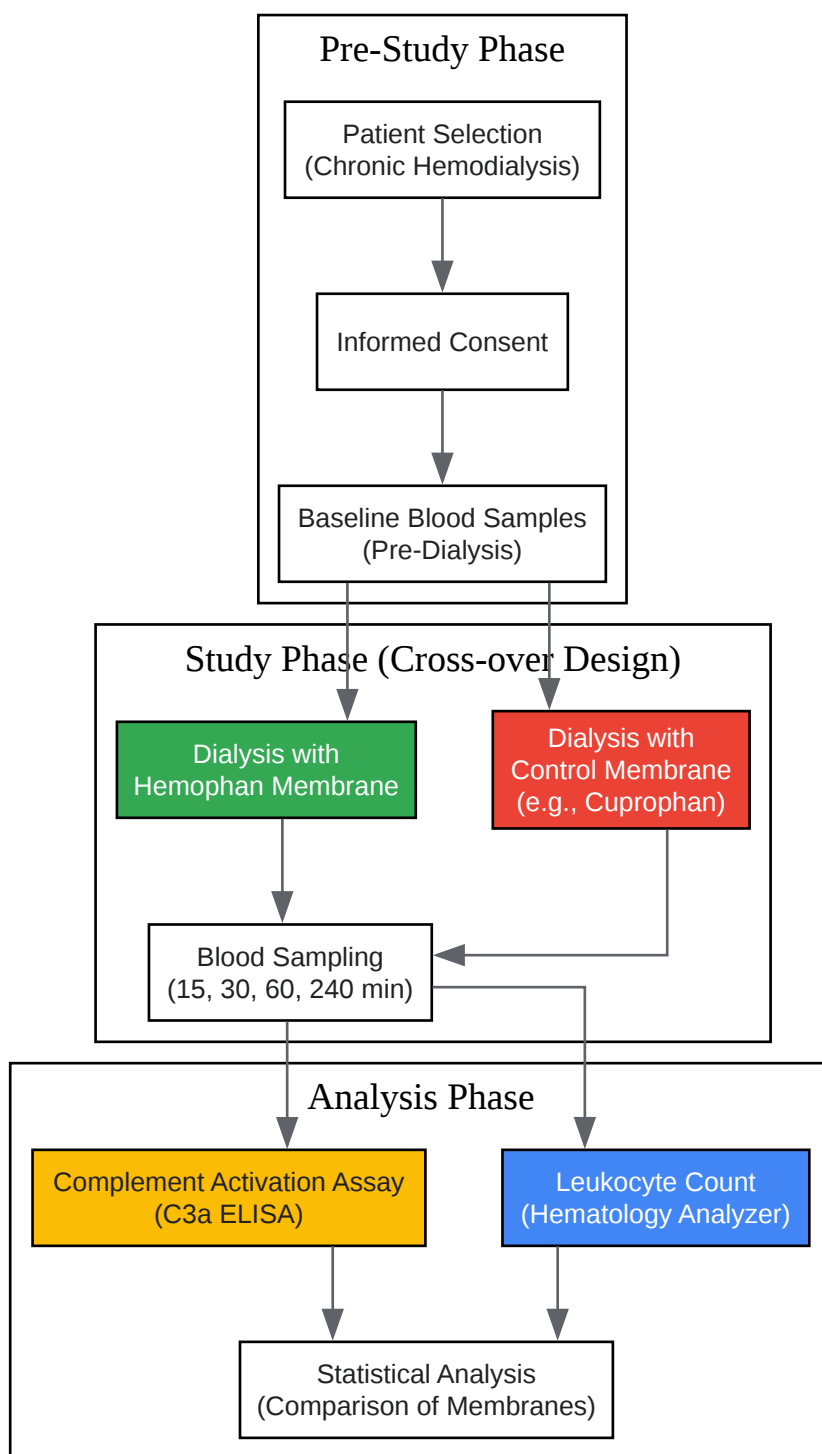 Pre-Study Phase
Patient Selection
(Chronic Hemodialysis)
Informed Consent
Baseline Blood Samples
(Pre-Dialysis)
Study Phase (Cross-over Design)
Dialysis with
Hemophan Membrane
Dialysis with
Control Membrane
(e.g., Cuprophan)
Blood Sampling
(15, 30, 60, 240 min)
Analysis Phase
Complement Activation Assay
(C3a ELISA)
Leukocyte Count
(Hematology Analyzer)
Statistical Analysis
(Comparison of Membranes)